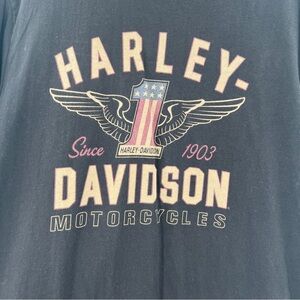 HARLEY-
HARLEY-DAVIDSON
Since 1903
DAVIDSON
MOTORCYCLES